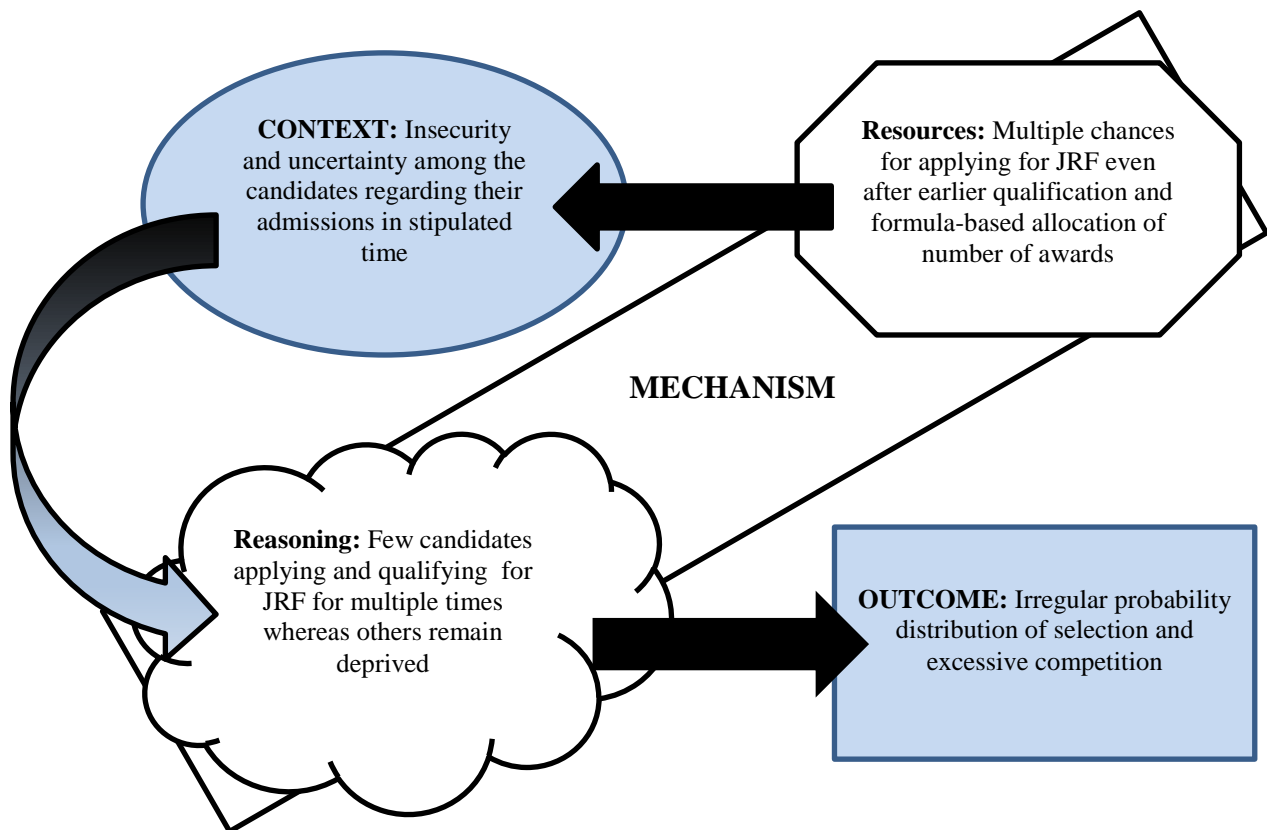 CONTEXT: Insecurity
and uncertainty among the
candidates regarding their
admissions in stipulated
time
Resources: Multiple chances
for applying for JRF even
after earlier qualification and
formula-based allocation of
number of awards
MECHANISM
Reasoning: Few candidates
applying and qualifying for
JRF for multiple times
whereas others remain
deprived
OUTCOME: Irregular probability
distribution of selection and
excessive competition